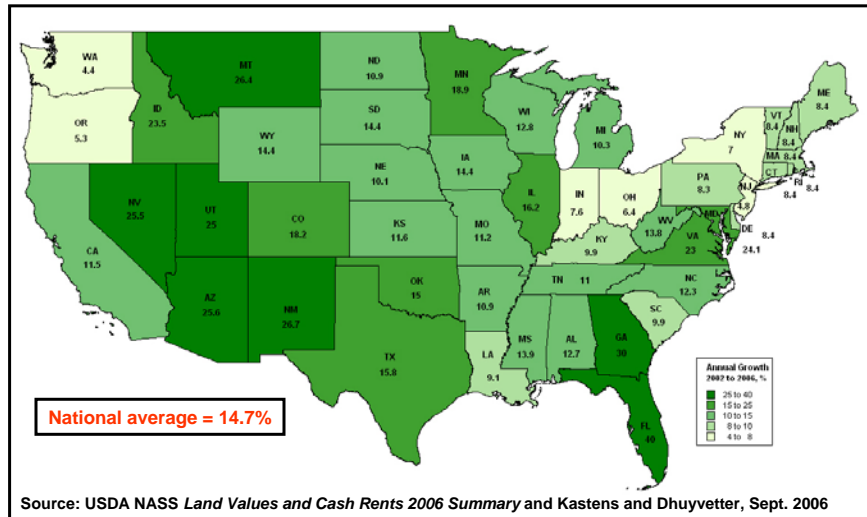 WA
4.4
OR
5.3
ID
23.5
MT
26.4
ND
10.9
MN
18.9
SD
14.4
WY
14.4
WI
12.8
MI
10.3
NE
10.1
IA
14.4
NV
25.5
UT
25
CO
18.2
KS
11.6
MO
11.2
IL
16.2
IN
7.6
OH
6.4
CA
11.5
AZ
25.6
NM
26.7
OK
15
TX
15.8
AR
10.9
LA
9.1
MS
13.9
AL
12.7
GA
30
FL
40
TN 11
KY
9.9
WV
13.8
VA
23
NC
12.3
SC
9.9
PA
8.3
NY
7
NJ
4.8
MD
DE 8.4
24.1
ME
8.4
VT
8.4
NH
8.4
MA 8.4
CT
8.4
RI 8.4
Annual Growth
2002 to 2006, %
25 to 40
15 to 25
10 to 15
8 to 10
4 to 8
National average = 14.7%
Source: USDA NASS Land Values and Cash Rents 2006 Summary and Kastens and Dhuyvetter, Sept. 2006